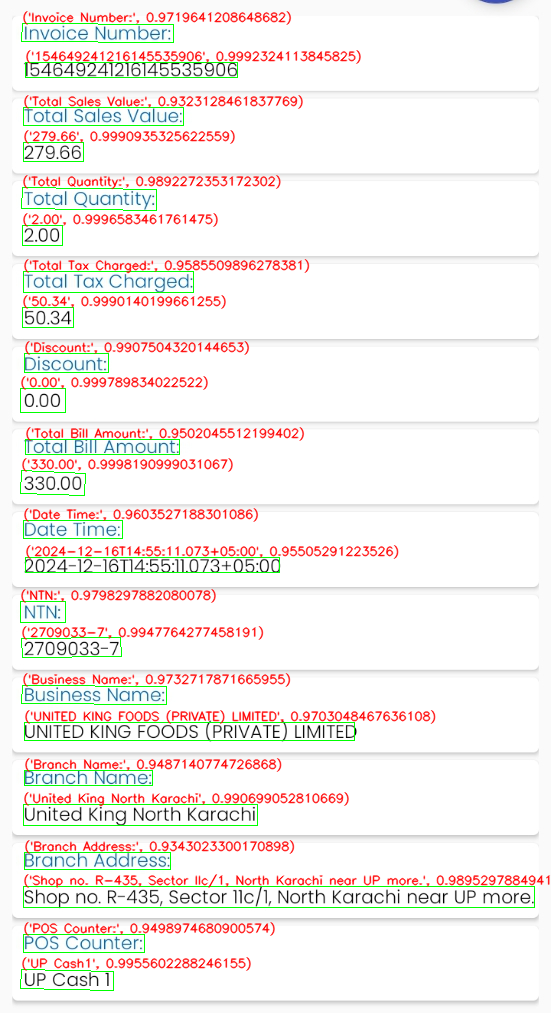 ('Invoice Number:', 0.9719641208648682)
Invoice Number:
('154649241216145535906', 0.9992324113845825)
154649241216145535906
('Total Sales Value:', 0.9323128461837769)
Total Sales Value:
('279.66', 0.9990935325622559)
279.66
('Total Quantity:', 0.9892272353172302)
Total Quantity:
('2.00', 0.9996583461761475)
2.00
('Total Tax Charged:', 0.9585509896278381)
Total Tax Charged:
('50.34', 0.9990140199661255)
50.34
('Discount:', 0.9907504320144653)
Discount:
('0.00', 0.999789834022522)
0.00
('Total Bill Amount:', 0.9502045512199402)
Total Bill Amount:
('330.00', 0.9998190999031067)
330.00
('Date Time:', 0.9603527188301086)
Date Time:
('2024-12-16T14:55:11.073+05:00', 0.95505291223526)
2024-12-16T14:55:11.073+05:00
('NTN:', 0.9798297882080078)
NTN:
('2709033-7', 0.9947764277458191)
2709033-7
('Business Name:', 0.9732717871665955)
Business Name:
('UNITED KING FOODS (PRIVATE) LIMITED', 0.9703048467636108)
UNITED KING FOODS (PRIVATE) LIMITED
('Branch Name:', 0.9487140774726868)
Branch Name:
('United King North Karachi', 0.990699052810669)
United King North Karachi
('Branch Address:', 0.9343023300170898)
Branch Address:
('Shop no. R-435, Sector llc/1, North Karachi near UP more.', 0.9895297884941
Shop no. R-435, Sector 11c/1, North Karachi near UP more.
('POS Counter:', 0.9498974680900574)
POS Counter:
('UP Cash1', 0.9955602288246155)
UP Cash 1